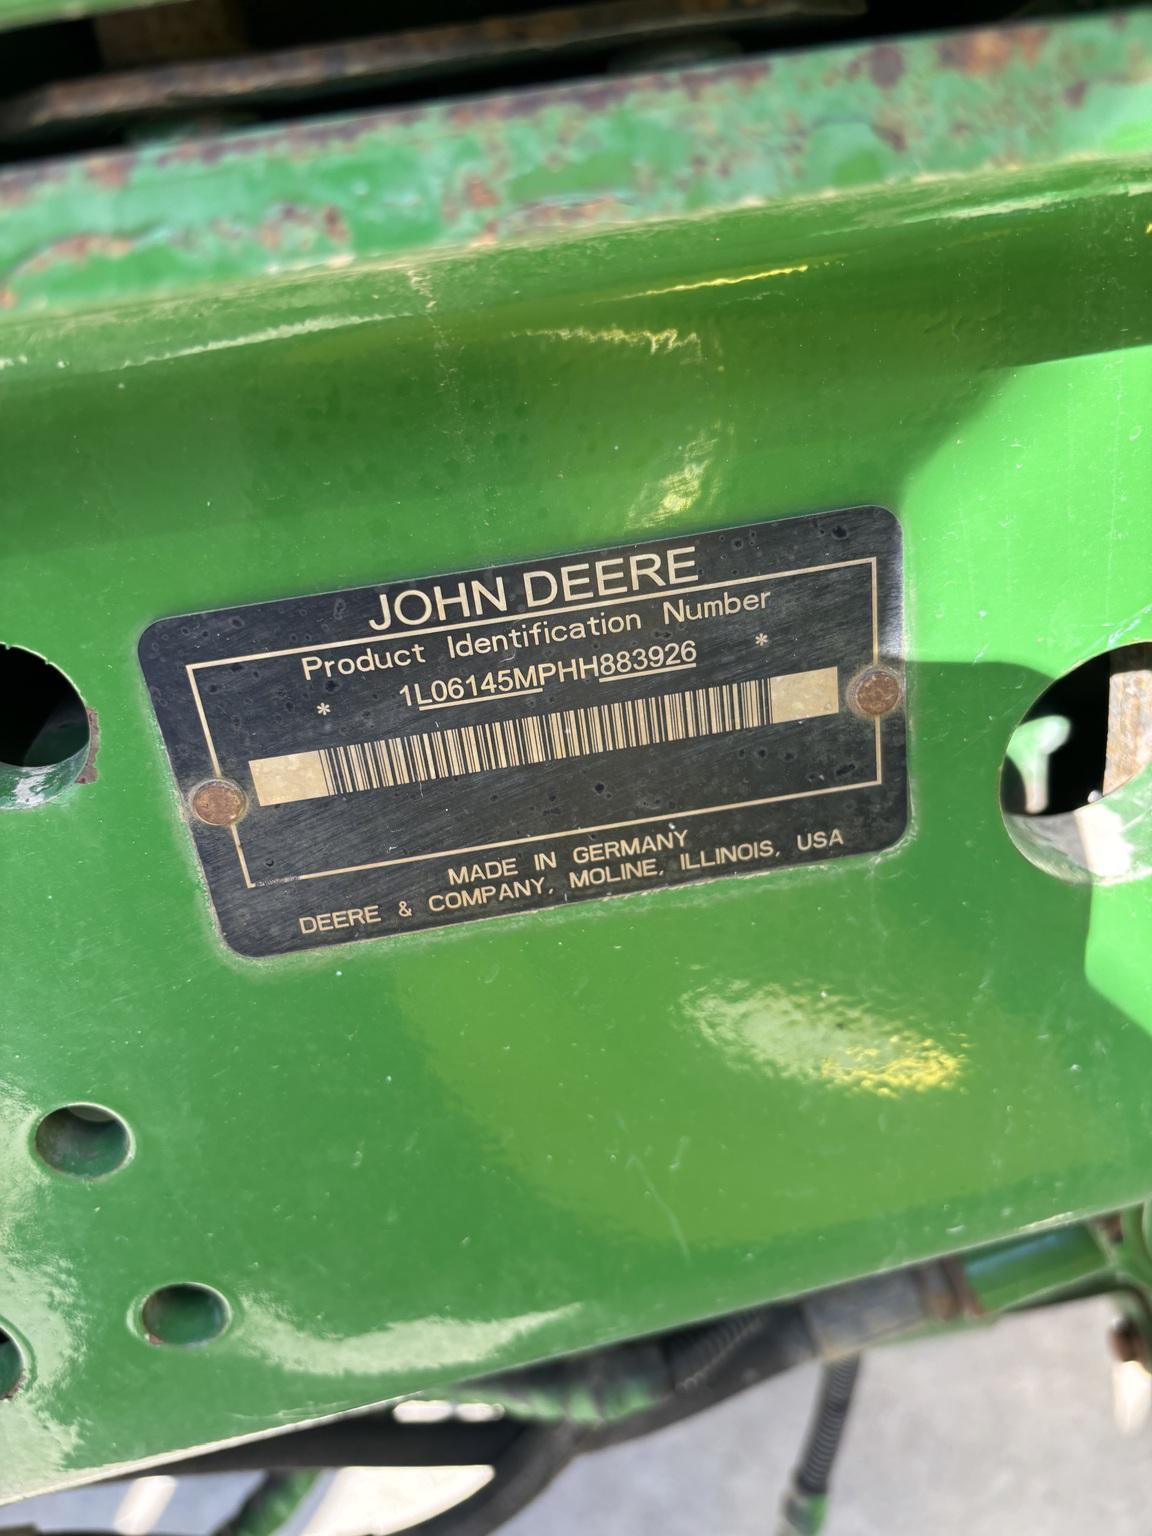 JOHN DEERE
Product Identification Number
* 1L06145MPHH883926 *
MADE IN GERMANY
DEERE & COMPANY, MOLINE, ILLINOIS, USA